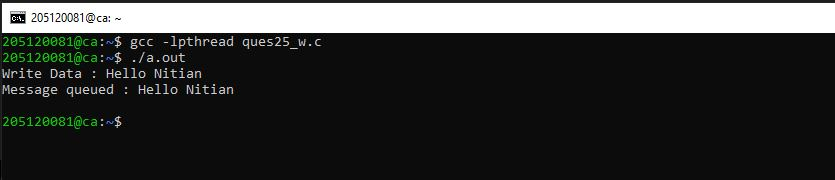 205120081@ca: ~
205120081@ca:~$ gcc -lpthread ques25_w.c
205120081@ca:~$ ./a.out
Write Data : Hello Nitian
Message queued : Hello Nitian
205120081@ca:~$